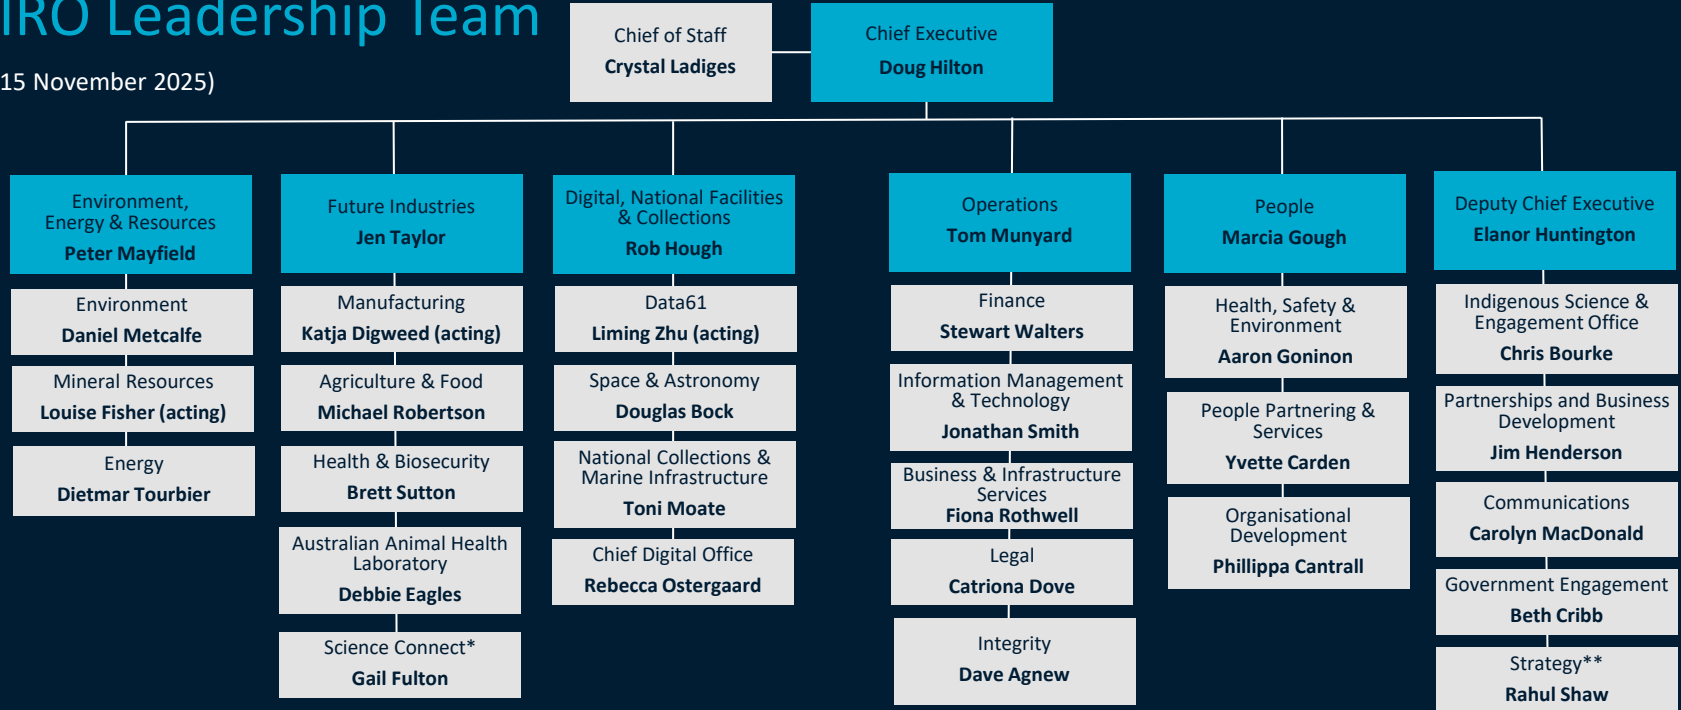 IRO Leadership Team
15 November 2025)
Chief of Staff
Crystal Ladiges
Chief Executive
Doug Hilton
Environment,
Energy & Resources
Peter Mayfield
Environment
Daniel Metcalfe
Mineral Resources
Louise Fisher (acting)
Energy
Dietmar Tourbier
Future Industries
Jen Taylor
Manufacturing
Katja Digweed (acting)
Agriculture & Food
Michael Robertson
Health & Biosecurity
Brett Sutton
Australian Animal Health
Laboratory
Debbie Eagles
Science Connect*
Gail Fulton
Digital, National Facilities
& Collections
Rob Hough
Data61
Liming Zhu (acting)
Space & Astronomy
Douglas Bock
National Collections &
Marine Infrastructure
Toni Moate
Chief Digital Office
Rebecca Ostergaard
Operations
Tom Munyard
Finance
Stewart Walters
Information Management
& Technology
Jonathan Smith
Business & Infrastructure
Services
Fiona Rothwell
Legal
Catriona Dove
Integrity
Dave Agnew
People
Marcia Gough
Health, Safety &
Environment
Aaron Goninon
People Partnering &
Services
Yvette Carden
Organisational
Development
Phillippa Cantrall
Deputy Chief Executive
Elanor Huntington
Indigenous Science &
Engagement Office
Chris Bourke
Partnerships and Business
Development
Jim Henderson
Communications
Carolyn MacDonald
Government Engagement
Beth Cribb
Strategy**
Rahul Shaw